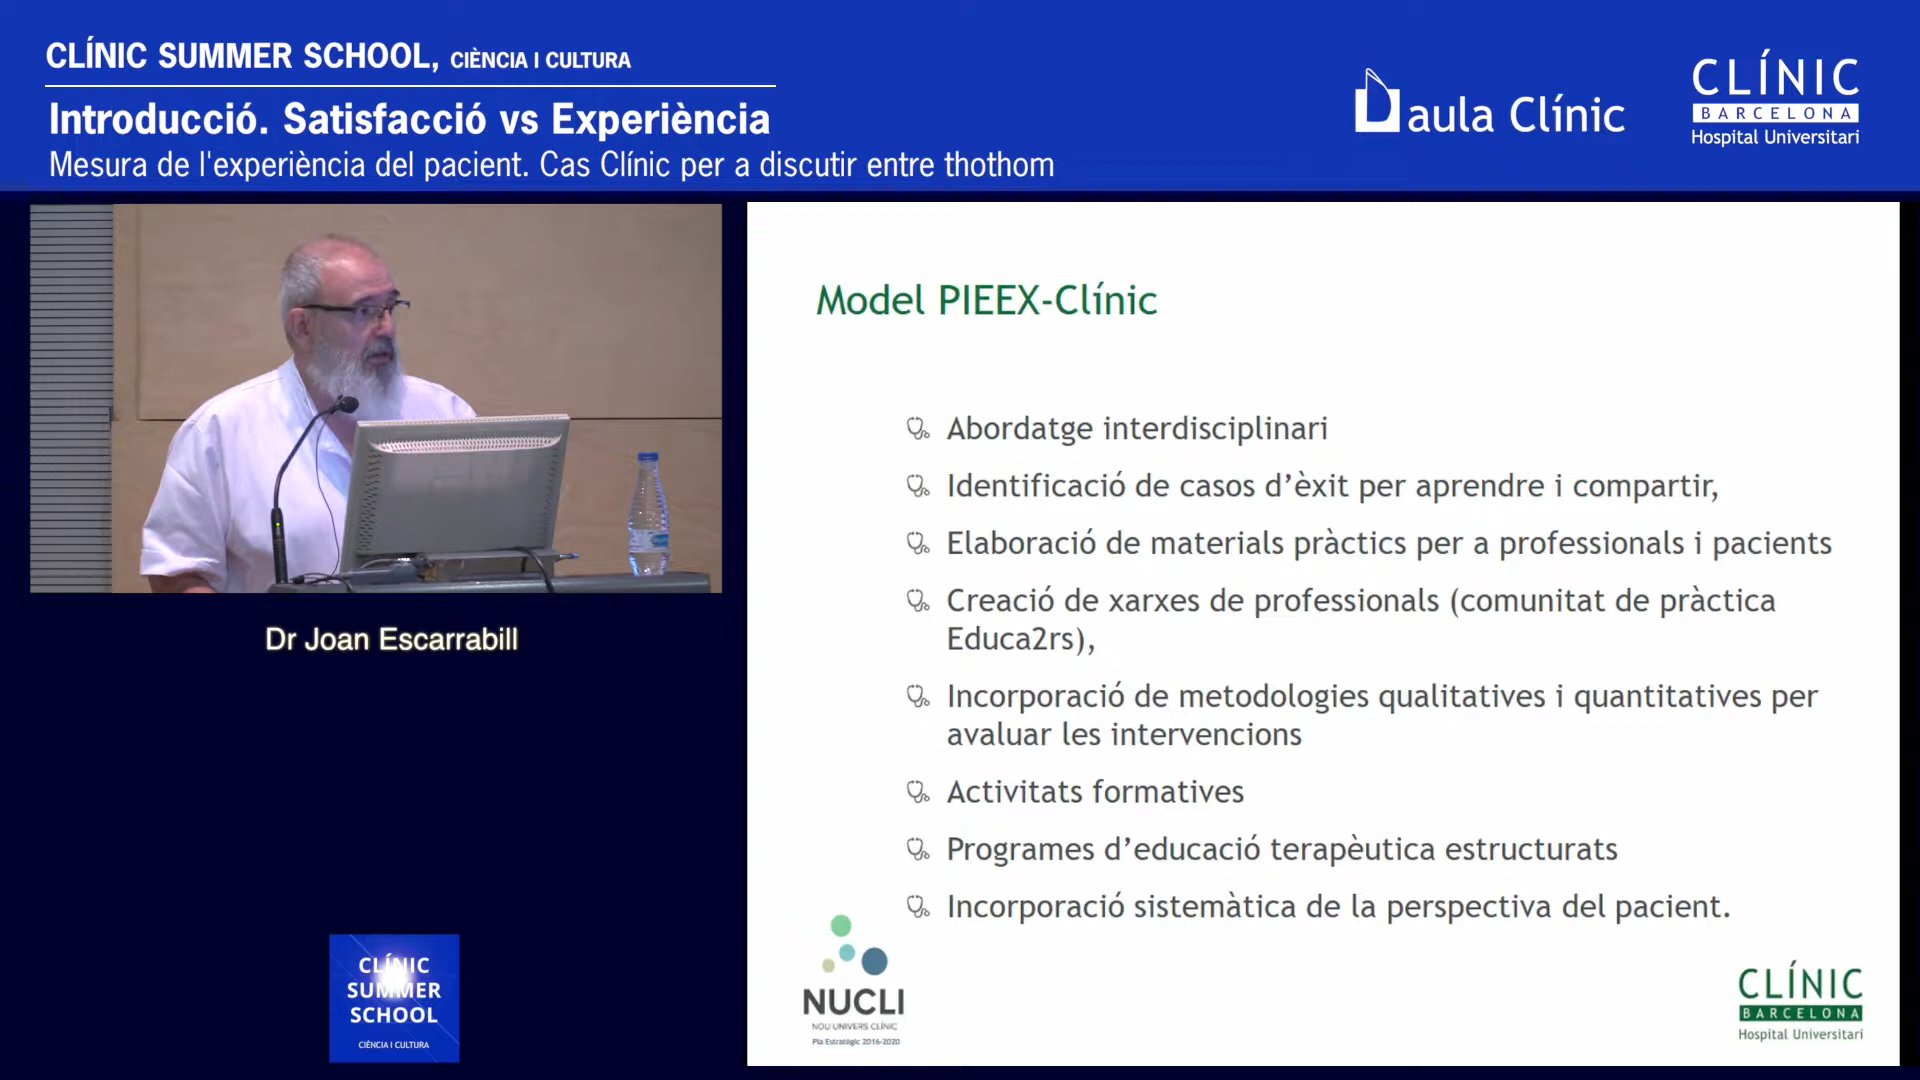 CLÍNIC SUMMER SCHOOL, CIÈNCIA I CULTURA
Introducció. Satisfacció vs Experiència
Mesura de l'experiència del pacient. Cas Clínic per a discutir entre thothom
aula Clínic
CLÍNIC
BARCELONA
Hospital Universitari
Dr Joan Escarrabill
CLÍNIC
SUMMER
SCHOOL
CIÈNCIA I CULTURA
Model PIEEX-Clínic
Abordatge interdisciplinari
Identificació de casos d’èxit per aprendre i compartir,
Elaboració de materials pràctics per a professionals i pacients
Creació de xarxes de professionals (comunitat de pràctica
Educa2rs),
Incorporació de metodologies qualitatives i quantitatives per
avaluar les intervencions
Activitats formatives
Programes d’educació terapèutica estructurats
Incorporació sistemàtica de la perspectiva del pacient.
NUCLI
NOU UNIVERS CLÍNIC
Pla Estratègic 2016-2020
CLÍNIC
BARCELONA
Hospital Universitari